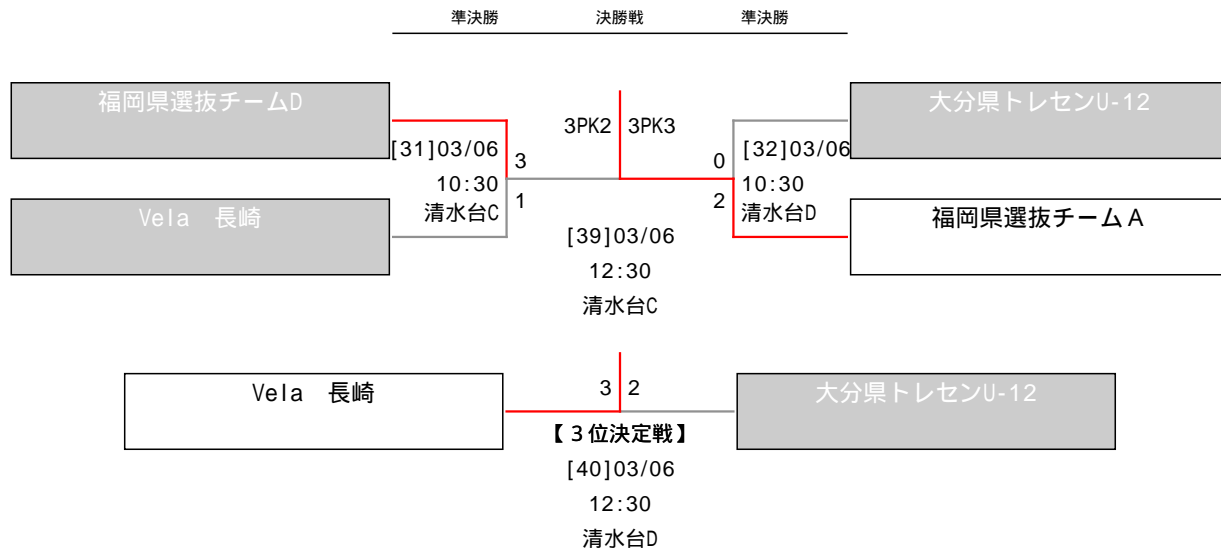 準決勝 決勝戦 準決勝
福岡県選抜チームD
大分県トレセンU-12
3PK2 3PK3
[31]03/06 3
0 [32]03/06
10:30
1
清水台C
10:30
2
清水台D
Vela 長崎
福岡県選抜チームA
[39]03/06
12:30
清水台C
Vela 長崎
3 2
大分県トレセンU-12
【３位決定戦】
[40]03/06
12:30
清水台D